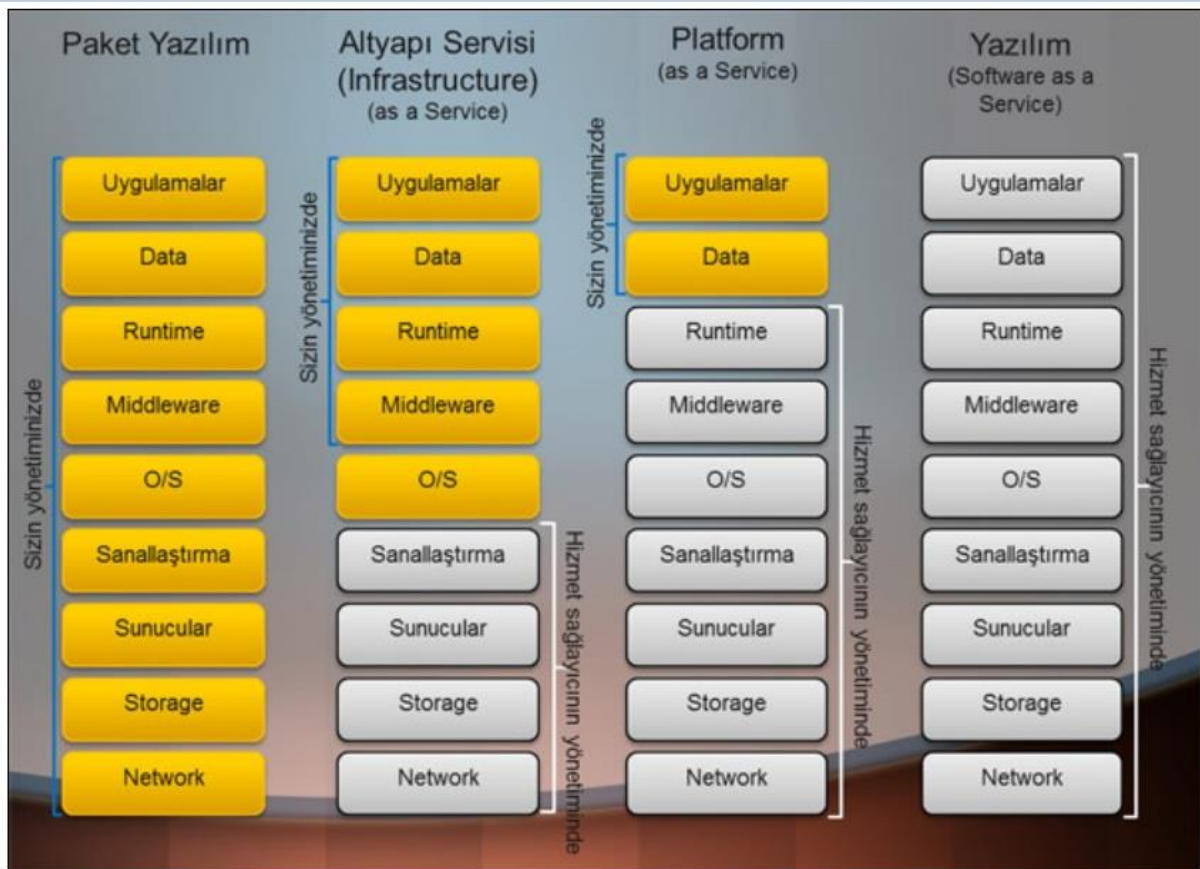 Paket Yazılım
Altyapı Servisi
(Infrastructure)
(as a Service)
Platform
(as a Service)
Yazılım
(Software as a
Service)
Sizin yönetiminizde
Uygulamalar
Data
Runtime
Middleware
O/S
Sanallaştırma
Sunucular
Storage
Network
Sizin yönetiminizde
Uygulamalar
Data
Runtime
Middleware
O/S
Sanallaştırma
Sunucular
Storage
Network
Hizmet sağlayıcının yönetiminde
Sizin yönetiminizde
Uygulamalar
Data
Runtime
Middleware
O/S
Sanallaştırma
Sunucular
Storage
Network
Hizmet sağlayıcının yönetiminde
Uygulamalar
Data
Runtime
Middleware
O/S
Sanallaştırma
Sunucular
Storage
Network
Hizmet sağlayıcının yönetiminde